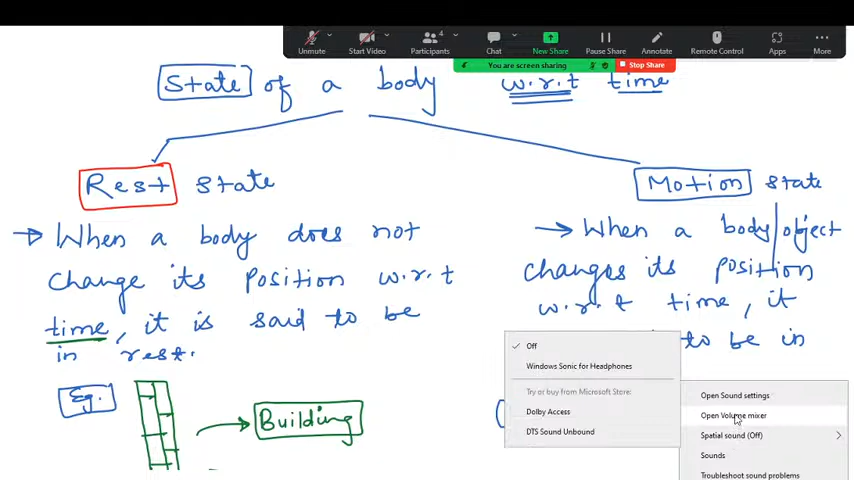 Unmute
Start Video
4
Participants
Chat
New Share
Pause Share
Annotate
Remote Control
Apps
More
You are screen sharing
Stop Share
State of a body w.r.t time
Rest state
Motion state
→ When a body does not
change its position w.r.t
time, it is said to be
in rest.
→ When a body/object
changes its position
w.r.t time, it
to be in
Eg.
Building
Off
Windows Sonic for Headphones
Try or buy from Microsoft Store:
Dolby Access
DTS Sound Unbound
Open Sound settings
Open Volume mixer
Spatial sound (Off)
Sounds
Troubleshoot sound problems